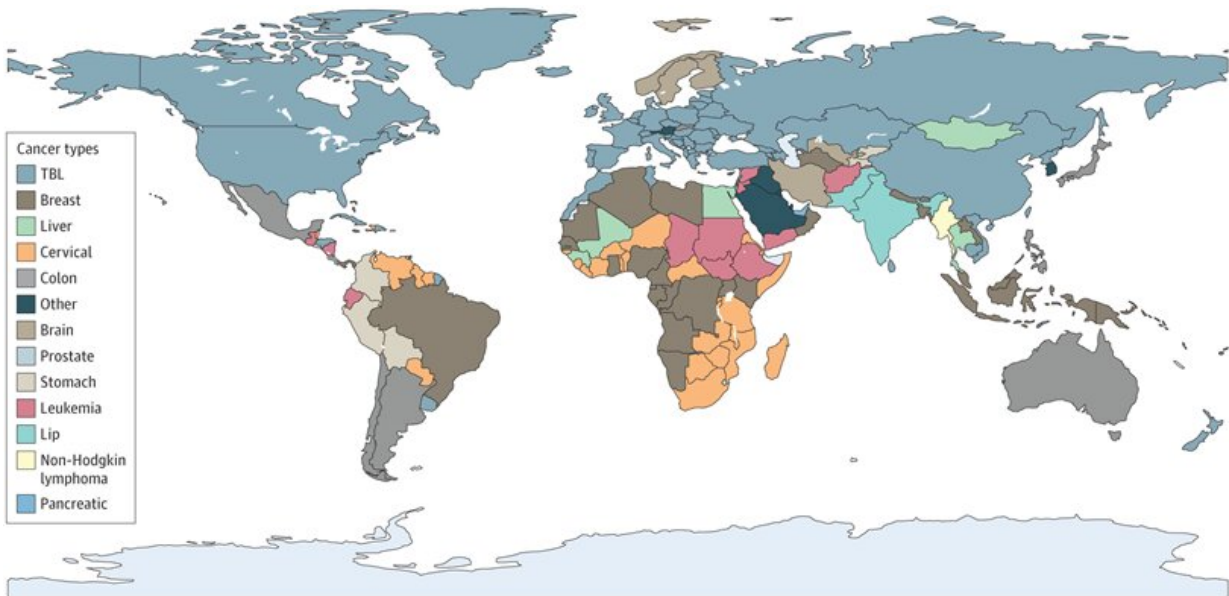 Cancer types
TBL
Breast
Liver
Cervical
Colon
Other
Brain
Prostate
Stomach
Leukemia
Lip
Non-Hodgkin
lymphoma
Pancreatic